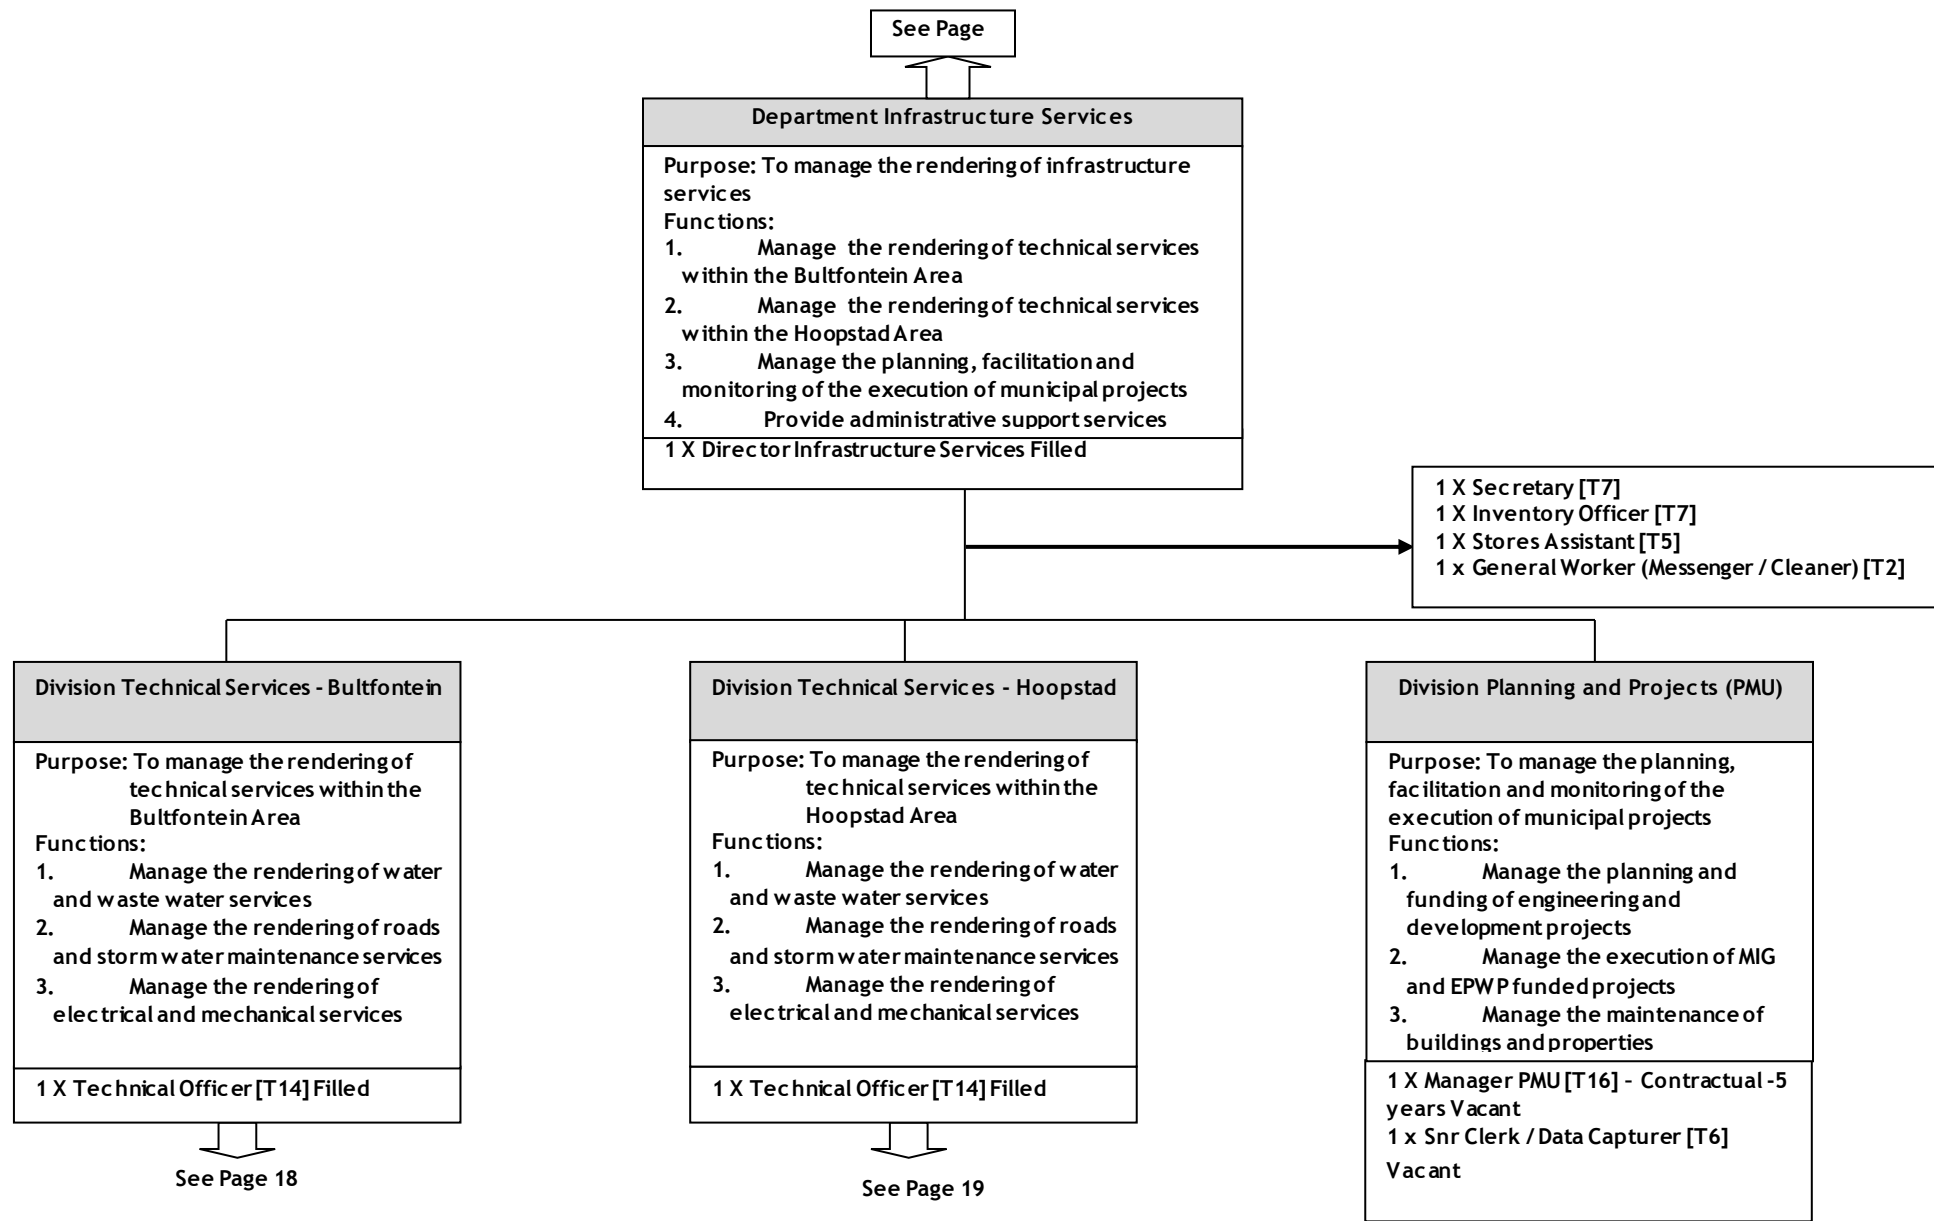 See Page
Department Infrastructure Services
Purpose: To manage the rendering of infrastructure
services
Functions:
1. Manage the rendering of technical services
within the Bultfontein Area
2. Manage the rendering of technical services
within the Hoopstad Area
3. Manage the planning, facilitation and
monitoring of the execution of municipal projects
4. Provide administrative support services
1 X Director Infrastructure Services Filled
1 X Secretary [T7]
1 X Inventory Officer [T7]
1 X Stores Assistant [T5]
1 x General Worker (Messenger / Cleaner) [T2]
Division Technical Services - Bultfontein
Purpose: To manage the rendering of
technical services within the
Bultfontein Area
Functions:
1. Manage the rendering of water
and waste water services
2. Manage the rendering of roads
and storm water maintenance services
3. Manage the rendering of
electrical and mechanical services
1 X Technical Officer [T14] Filled
See Page 18
Division Technical Services - Hoopstad
Purpose: To manage the rendering of
technical services within the
Hoopstad Area
Functions:
1. Manage the rendering of water
and waste water services
2. Manage the rendering of roads
and storm water maintenance services
3. Manage the rendering of
electrical and mechanical services
1 X Technical Officer [T14] Filled
See Page 19
Division Planning and Projects (PMU)
Purpose: To manage the planning,
facilitation and monitoring of the
execution of municipal projects
Functions:
1. Manage the planning and
funding of engineering and
development projects
2. Manage the execution of MIG
and EPWP funded projects
3. Manage the maintenance of
buildings and properties
1 X Manager PMU [T16] – Contractual -5
years Vacant
1 x Snr Clerk / Data Capturer [T6]
Vacant